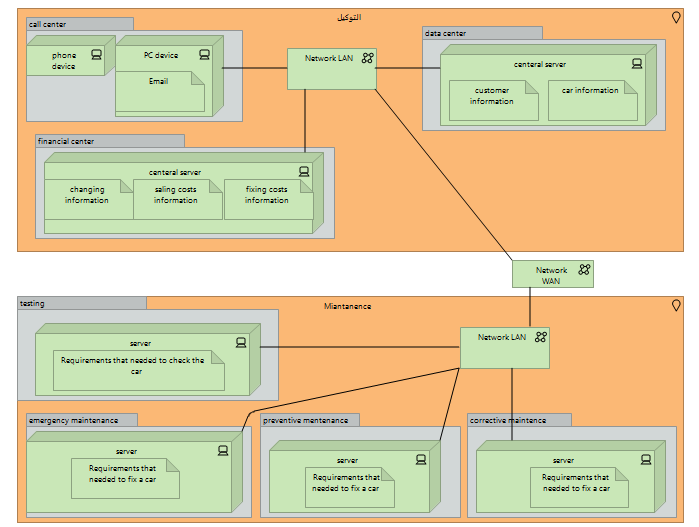 التوكيل
call center
phone
device
PC device
Email
Network LAN
data center
centeral server
customer
information
car information
financial center
centeral server
changing
information
saling costs
information
fixing costs
information
Network
WAN
testing
Miantanence
server
Requirements that needed to check the
car
Network LAN
emergency maintenance
server
Requirements that
needed to fix a car
preventive mentenance
server
Requirements that
needed to fix a car
corrective maintence
server
Requirements that
needed to fix a car